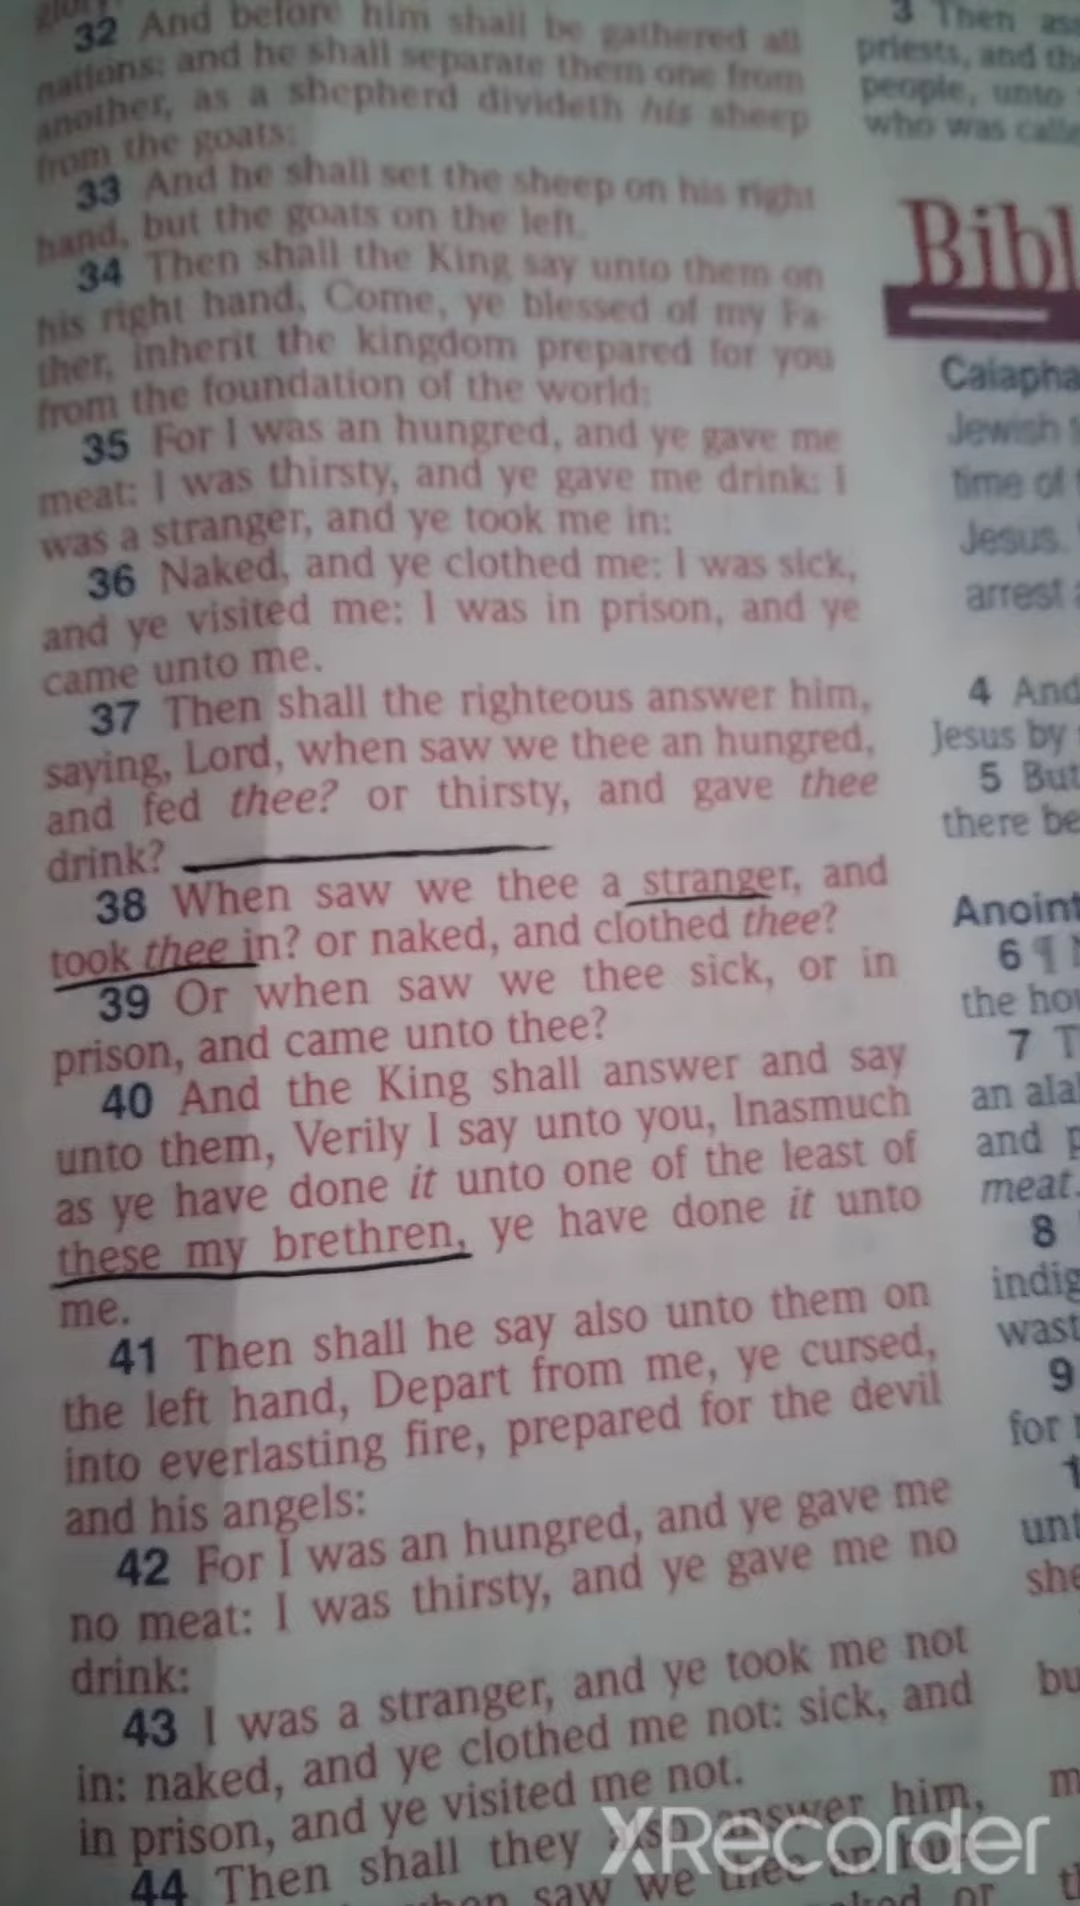 glory:
32 And before him shall be gathered all
nations: and he shall separate them one from
another, as a shepherd divideth his sheep
from the goats:
33 And he shall set the sheep on his right
hand, but the goats on the left.
34 Then shall the King say unto them on
his right hand, Come, ye blessed of my Fa-
ther, inherit the kingdom prepared for you
from the foundation of the world:
35 For I was an hungred, and ye gave me
meat: I was thirsty, and ye gave me drink: I
was a stranger, and ye took me in:
36 Naked, and ye clothed me: I was sick,
and ye visited me: I was in prison, and ye
came unto me.
37 Then shall the righteous answer him,
saying, Lord, when saw we thee an hungred,
and fed thee? or thirsty, and gave thee
drink?
38 When saw we thee a stranger, and
took thee in? or naked, and clothed thee?
39 Or when saw we thee sick, or in
prison, and came unto thee?
40 And the King shall answer and say
unto them, Verily I say unto you, Inasmuch
as ye have done it unto one of the least of
these my brethren, ye have done it unto
me.
41 Then shall he say also unto them on
the left hand, Depart from me, ye cursed,
into everlasting fire, prepared for the devil
and his angels:
42 For I was an hungred, and ye gave me
no meat: I was thirsty, and ye gave me no
drink:
43 I was a stranger, and ye took me not
in: naked, and ye clothed me not: sick, and
in prison, and ye visited me not.
44 Then shall they also answer him,
saw we thee an
or
3 Then
priests, and
people, unto
who was
Bibl
Caiapha
Jewish
time of
Jesus.
arrest
4 And
Jesus by
5 But
there be
Anoint
6 ¶
the
7
an
and
meat.
8
indig
wast
9
for
unt
she
bu
XRecorder